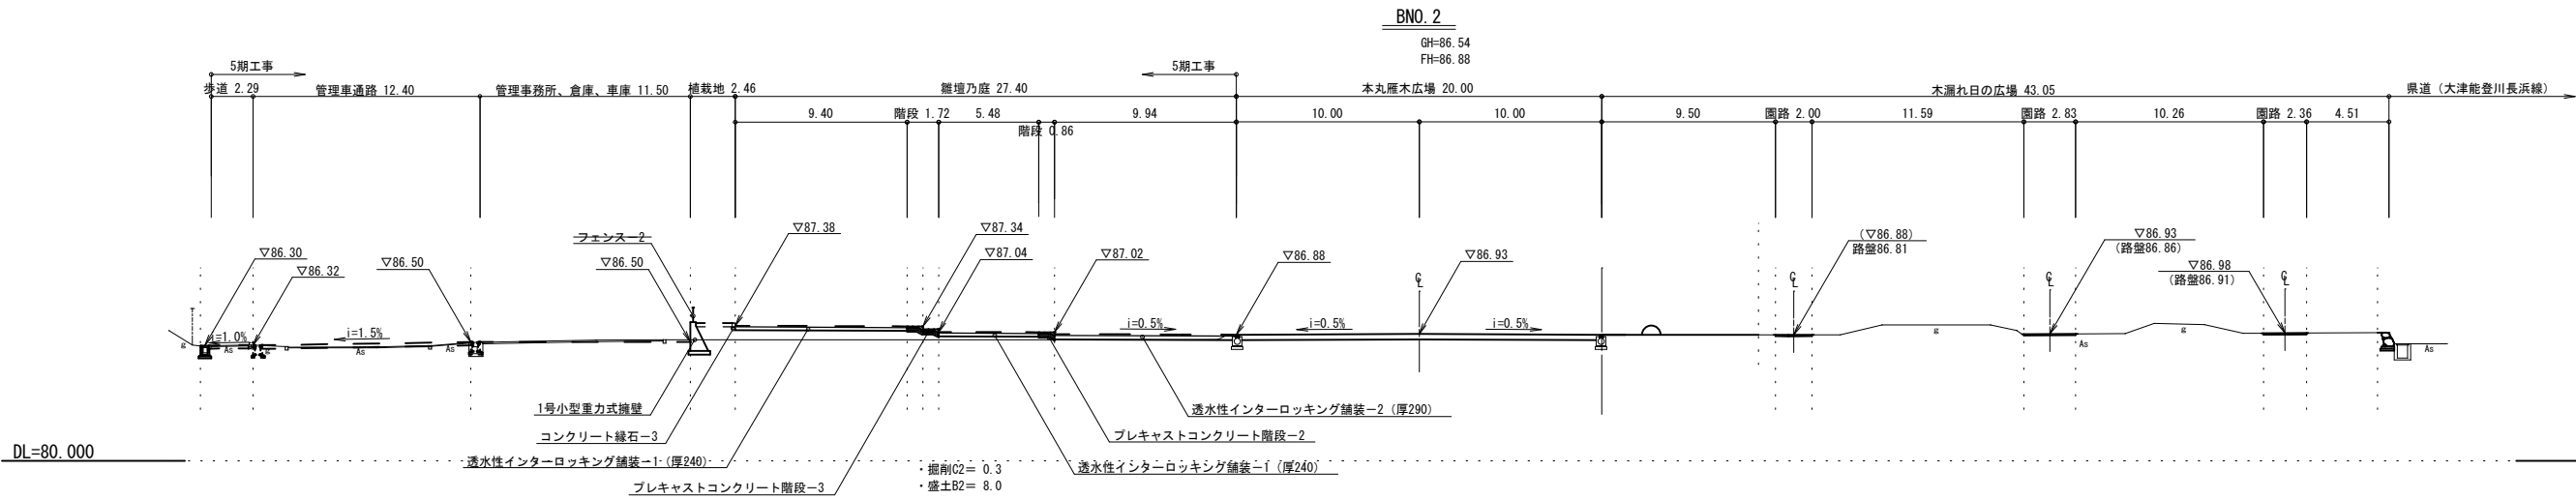 BNO.2
GH=86.54
FH=86.88
5期工事
5期工事
歩道 2.29
管理車通路 12.40
管理事務所、倉庫、車庫 11.50
植栽地 2.46
雛壇乃庭 27.40
本丸雁木広場 20.00
木漏れ日の広場 43.05
県道（大津能登川長浜線）
9.40
階段 1.72
5.48
階段 0.86
9.94
10.00
10.00
9.50
園路 2.00
11.59
園路 2.83
10.26
園路 2.36
4.51
▽86.30
▽86.32
▽86.50
フェンス－2
▽86.50
▽87.38
▽87.34
▽87.04
▽87.02
▽86.88
▽86.93
（▽86.88）
路盤86.81
▽86.93
（路盤86.86）
▽86.98
（路盤86.91）
g
i=1.0%
As
g
i=1.5%
As
As
i=0.5%
i=0.5%
i=0.5%
g
As
g
As
1号小型重力式擁壁
コンクリート縁石－3
透水性インターロッキング舗装－1（厚240）
プレキャストコンクリート階段－3
透水性インターロッキング舗装－2（厚290）
プレキャストコンクリート階段－2
透水性インターロッキング舗装－1（厚240）
DL=80.000
・掘削C2= 0.3
・盛土B2= 8.0